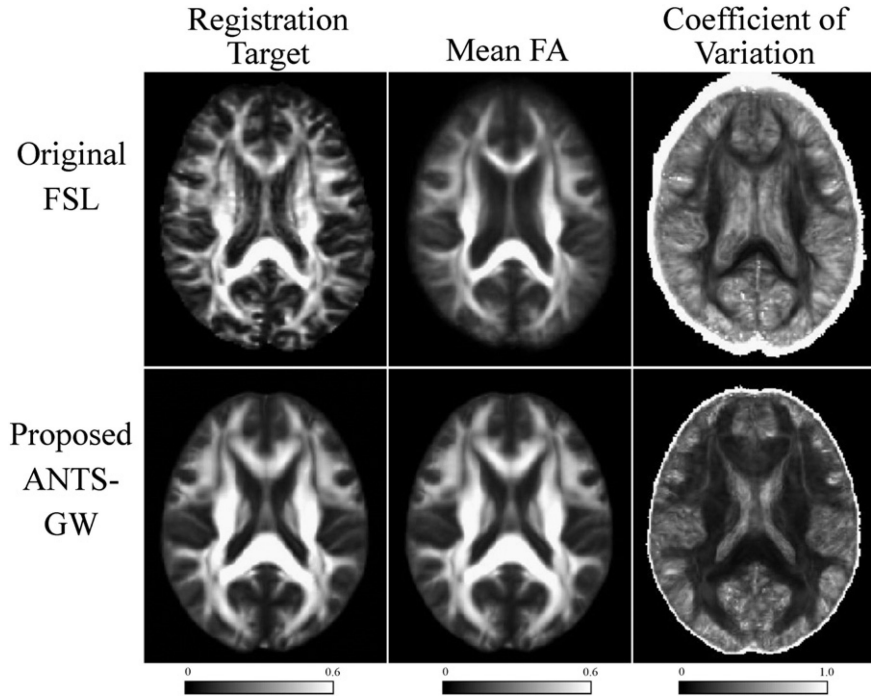 Registration
Target
Mean FA
Coefficient of
Variation
Original
FSL
Proposed
ANTS-
GW
0 0.6
0 0.6
0 1.0